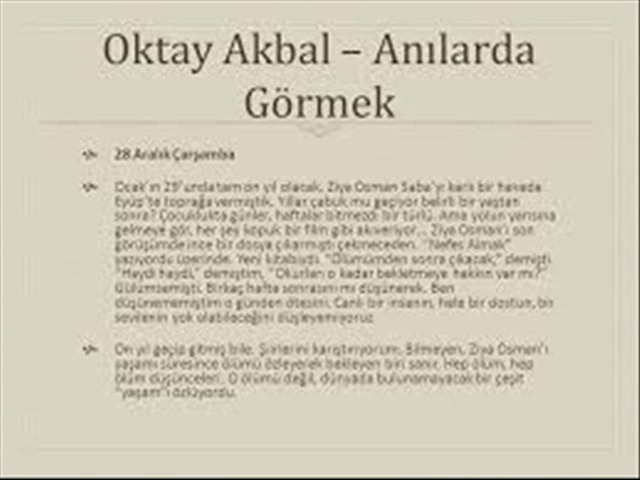 Oktay Akbal – Anılarda
Görmek
28 Aralık Çarşamba
Ocak'ın 29'unda tam on yıl olacak. Ziya Osman Saba'yı karlı bir havada
Eyüp'te toprağa vermiştik. Yıllar çabuk mu geçiyor belirli bir yaştan
sonra? Çocuklukta günler, haftalar bitmezdi bir türlü. Ama yolun yarısına
gelmeye gör, her şey kopuk bir film gibi akıveriyor... Ziya Osman'ı son
görüşümde ince bir dosya çıkarmıştı çekmeceden. "Nefes Almak"
yazıyordu üzerinde. Yeni kitabıydı. "Ölümümden sonra çıkacak," demişti.
"Haydi haydi," demiştim, "Okurları o kadar bekletmeye hakkın var mı?"
Gülümsemişti. Birkaç hafta sonrasını mı düşünerek. Ben
düşünememiştim o günden ötesini. Canlı bir insanın, hele bir dostun, bir
sevilenin yok olabileceğini düşleyemiyoruz
On yıl geçip gitmiş bile. Şiirlerini karıştırıyorum. Bilmeyen, Ziya Osman'ı
yaşamı süresince ölümü özleyerek bekleyen biri sanır. Hep ölüm, hep
ölüm düşünceleri.. O ölümü değil, dünyada bulunamayacak bir çeşit
"yaşam"ı özlüyordu.